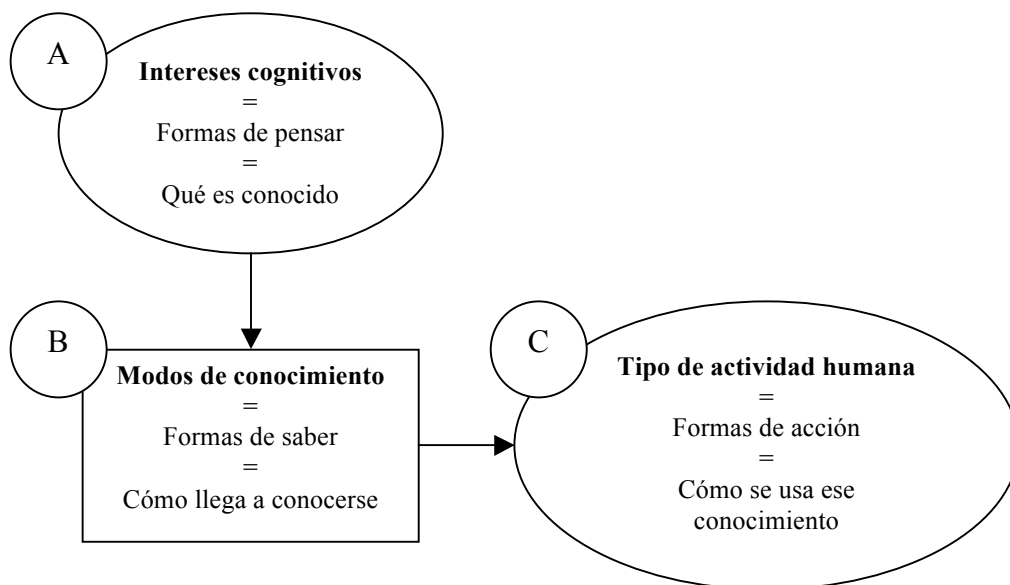 A
Intereses cognitivos
=
Formas de pensar
=
Qué es conocido
B
Modos de conocimiento
=
Formas de saber
=
Cómo llega a conocerse
C
Tipo de actividad humana
=
Formas de acción
=
Cómo se usa ese
conocimiento